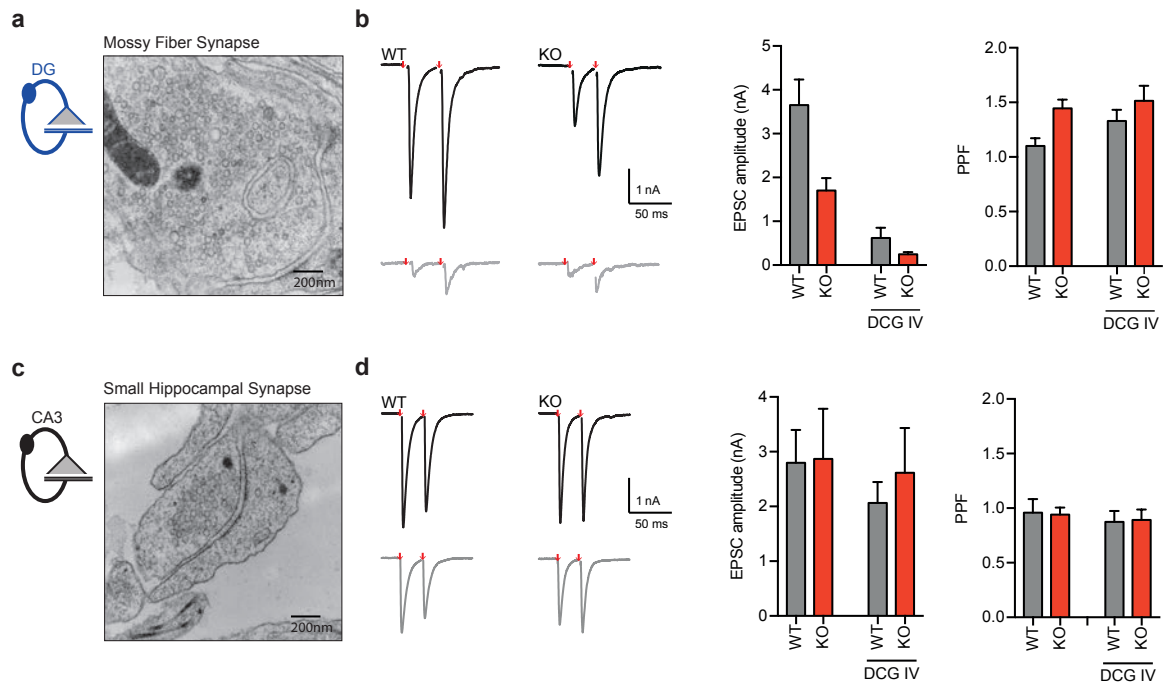 a
Mossy Fiber Synapse
DG
200nm
b
WT
KO
1 nA
50 ms
EPSC amplitude (nA)
5
4
3
2
1
0
WT
KO
WT
KO
DCG IV
PPF
2.0
1.5
1.0
0.5
0.0
WT
KO
WT
KO
DCG IV
c
Small Hippocampal Synapse
CA3
200nm
d
WT
KO
1 nA
50 ms
EPSC amplitude (nA)
4
3
2
1
0
WT
KO
WT
KO
DCG IV
PPF
2.0
1.5
1.0
0.5
0.0
WT
KO
WT
KO
DCG IV